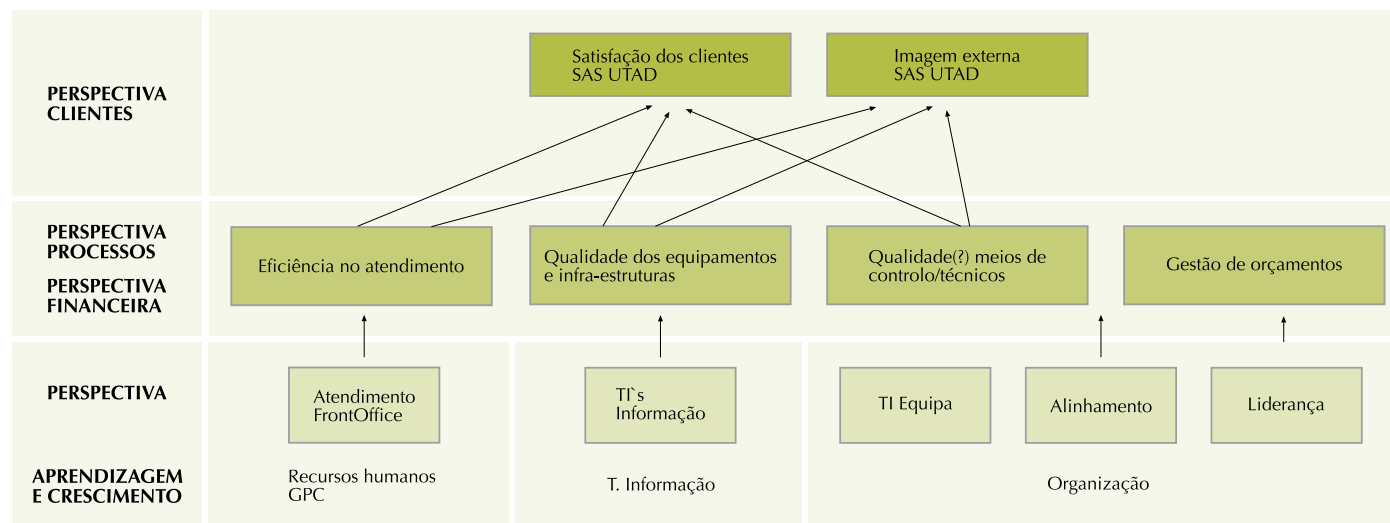 PERSPECTIVA
CLIENTES
Satisfação dos clientes
SAS UTAD
Imagem externa
SAS UTAD
PERSPECTIVA
PROCESSOS
PERSPECTIVA
FINANCEIRA
Eficiência no atendimento
Qualidade dos equipamentos
e infra-estruturas
Qualidade(?) meios de
controlo/técnicos
Gestão de orçamentos
PERSPECTIVA
APRENDIZAGEM
E CRESCIMENTO
Atendimento
FrontOffice
Recursos humanos
GPC
TI`s
Informação
T. Informação
TI Equipa
Alinhamento
Liderança
Organização